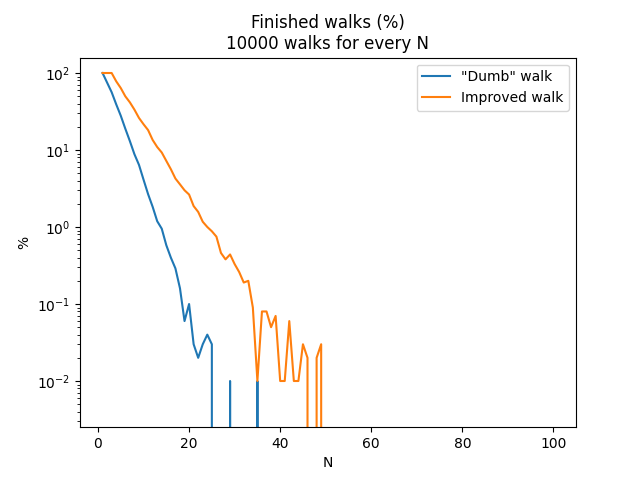 Finished walks (%)
10000 walks for every N
"Dumb" walk
Improved walk
10²
10¹
10⁰
10⁻¹
10⁻²
%
0 20 40 60 80 100
N